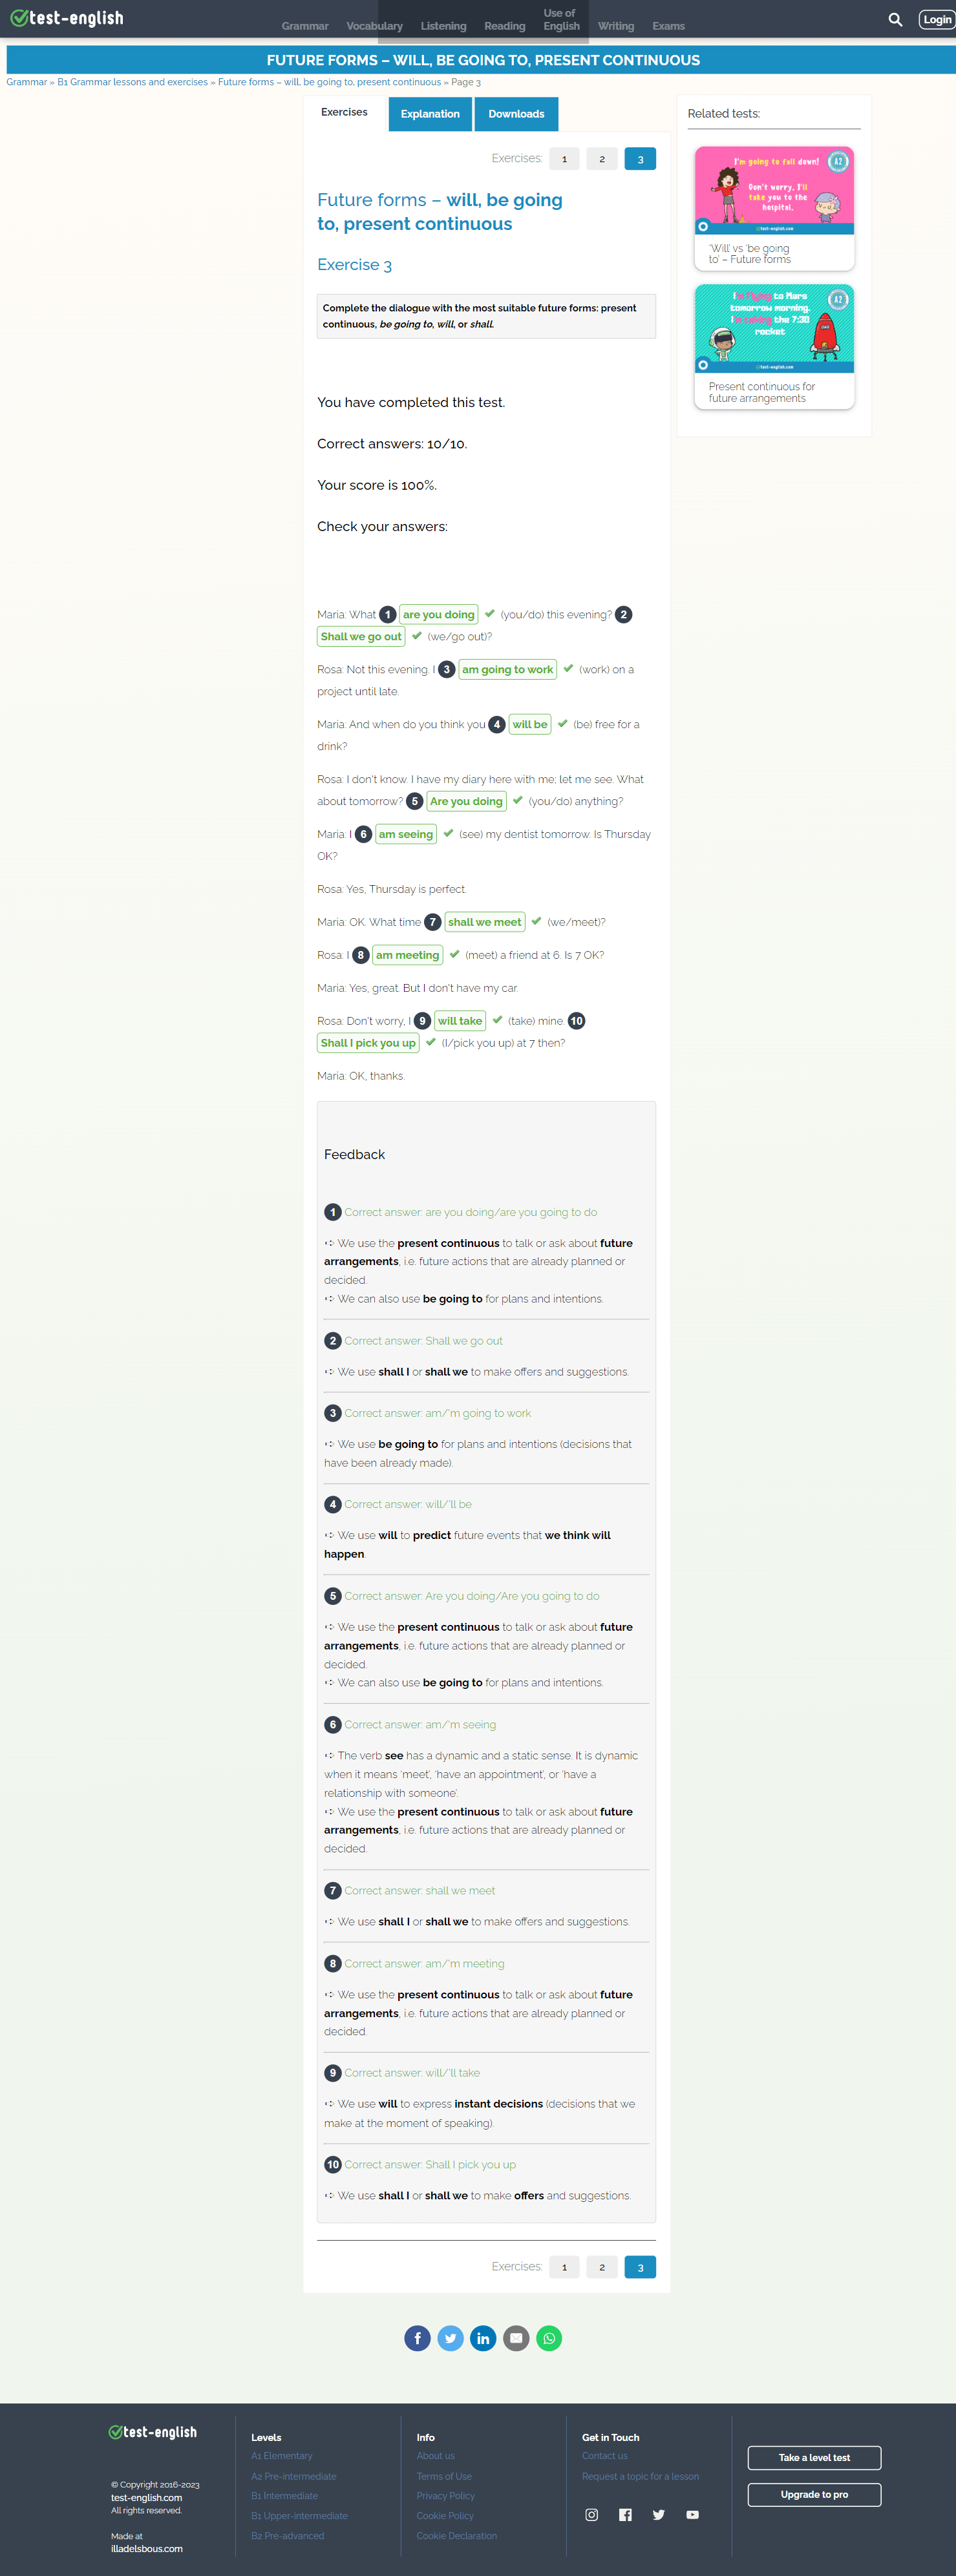 test-english
Grammar
Vocabulary
Listening
Reading
Use of
English
Writing
Exams
Login
FUTURE FORMS – WILL, BE GOING TO, PRESENT CONTINUOUS
Grammar » B1 Grammar lessons and exercises » Future forms – will, be going to, present continuous » Page 3
Exercises
Explanation
Downloads
Exercises: 1 2 3
Future forms – will, be going
to, present continuous
Exercise 3
Complete the dialogue with the most suitable future forms: present
continuous, be going to, will, or shall.
You have completed this test.
Correct answers: 10/10.
Your score is 100%.
Check your answers:
Maria: What 1 are you doing (you/do) this evening? 2
Shall we go out (we/go out)?
Rosa: Not this evening. I 3 am going to work (work) on a
project until late.
Maria: And when do you think you 4 will be (be) free for a
drink?
Rosa: I don't know. I have my diary here with me; let me see. What
about tomorrow? 5 Are you doing (you/do) anything?
Maria: I 6 am seeing (see) my dentist tomorrow. Is Thursday
OK?
Rosa: Yes, Thursday is perfect.
Maria: OK. What time 7 shall we meet (we/meet)?
Rosa: I 8 am meeting (meet) a friend at 6. Is 7 OK?
Maria: Yes, great. But I don't have my car.
Rosa: Don't worry, I 9 will take (take) mine. 10
Shall I pick you up (I/pick you up) at 7 then?
Maria: OK, thanks.
Feedback
1 Correct answer: are you doing/are you going to do
➪ We use the present continuous to talk or ask about future
arrangements, i.e. future actions that are already planned or
decided.
➪ We can also use be going to for plans and intentions.
2 Correct answer: Shall we go out
➪ We use shall I or shall we to make offers and suggestions.
3 Correct answer: am/'m going to work
➪ We use be going to for plans and intentions (decisions that
have been already made).
4 Correct answer: will/'ll be
➪ We use will to predict future events that we think will
happen.
5 Correct answer: Are you doing/Are you going to do
➪ We use the present continuous to talk or ask about future
arrangements, i.e. future actions that are already planned or
decided.
➪ We can also use be going to for plans and intentions.
6 Correct answer: am/'m seeing
➪ The verb see has a dynamic and a static sense. It is dynamic
when it means 'meet', 'have an appointment', or 'have a
relationship with someone'.
➪ We use the present continuous to talk or ask about future
arrangements, i.e. future actions that are already planned or
decided.
7 Correct answer: shall we meet
➪ We use shall I or shall we to make offers and suggestions.
8 Correct answer: am/'m meeting
➪ We use the present continuous to talk or ask about future
arrangements, i.e. future actions that are already planned or
decided.
9 Correct answer: will/'ll take
➪ We use will to express instant decisions (decisions that we
make at the moment of speaking).
10 Correct answer: Shall I pick you up
➪ We use shall I or shall we to make offers and suggestions.
Exercises: 1 2 3
Related tests:
I'm going to fall down!
A2
Don't worry, I'll
take you to the
hospital.
test-english.com
'Will' vs 'be going
to' – Future forms
I'm flying to Mars
A2
tomorrow morning.
I'm taking the 7:30
rocket
test-english.com
Present continuous for
future arrangements
test-english
© Copyright 2016-2023
test-english.com
All rights reserved.
Made at
illadelsbous.com
Levels
A1 Elementary
A2 Pre-intermediate
B1 Intermediate
B1 Upper-intermediate
B2 Pre-advanced
Info
About us
Terms of Use
Privacy Policy
Cookie Policy
Cookie Declaration
Get in Touch
Contact us
Request a topic for a lesson
Take a level test
Upgrade to pro